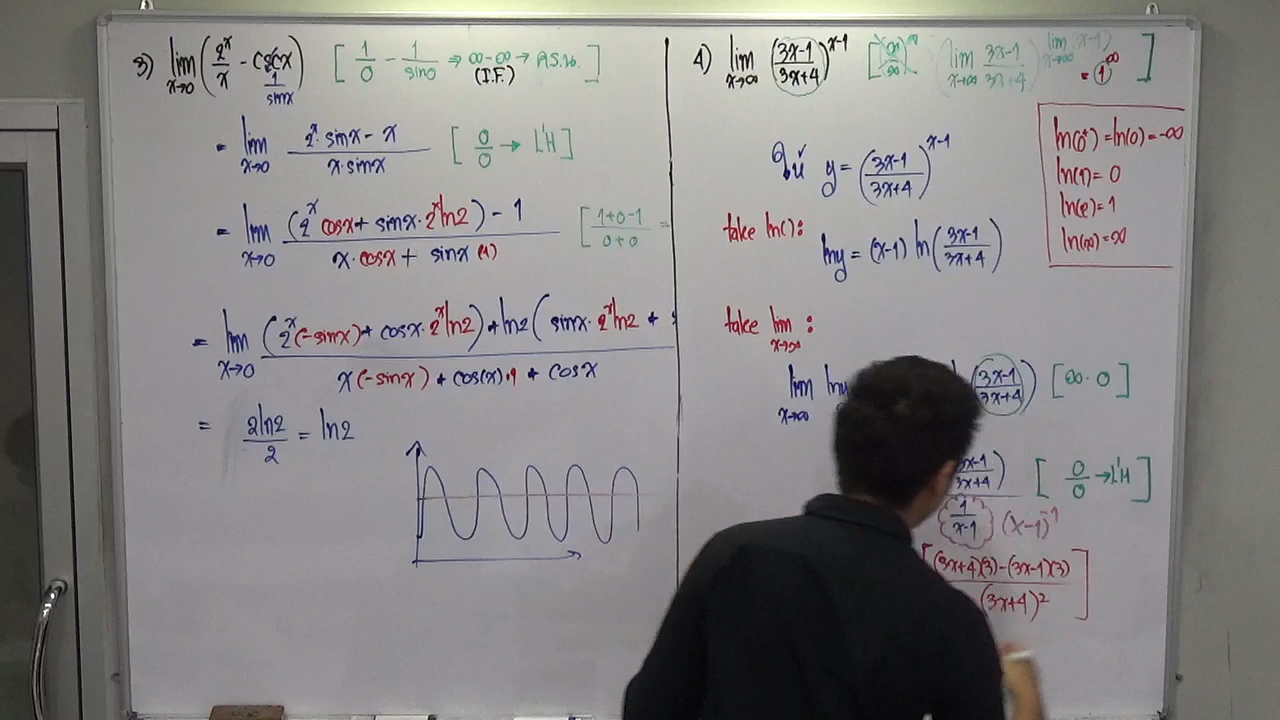 3) lim x→0 (2^x/x - cscx) [ 1/0 - 1/sin0 ⇒ ∞-∞ → A.S.N. ]
1/sinx (I.F.)
= lim x→0 (2^x·sinx - x)/(x·sinx) [ 0/0 → L'H ]
= lim x→0 ((2^x cosx + sinx·2^x ln2) - 1)/(x·cosx + sinx (1)) [ (1+0-1)/(0+0) =
= lim x→0 ((2^x(-sinx) + cosx·2^x ln2) + ln2(sinx·2^x ln2 +
x(-sinx) + cos(x)·1 + cosx
= 2ln2/2 = ln2
4) lim x→∞ ((3x-1)/(3x+4))^(x-1) [ (∞/∞)^∞ (lim x→∞ (3x-1)/(3x+4)) lim x→∞ (x-1) = 1^∞ ]
ln(0⁺) = ln(0) = -∞
ln(1) = 0
ln(e) = 1
ln(∞) = ∞
ให้ y = ((3x-1)/(3x+4))^(x-1)
take ln():
lny = (x-1) ln((3x-1)/(3x+4))
take lim x→∞ :
lim x→∞ lny
(3x-1)/(3x+4)) [∞·0]
(3x-1)/(3x+4)) [ 0/0 → L'H ]
1/(x-1) (x-1)^-1
[((3x+4)(3)-(3x-1)(3))/(3x+4)²]